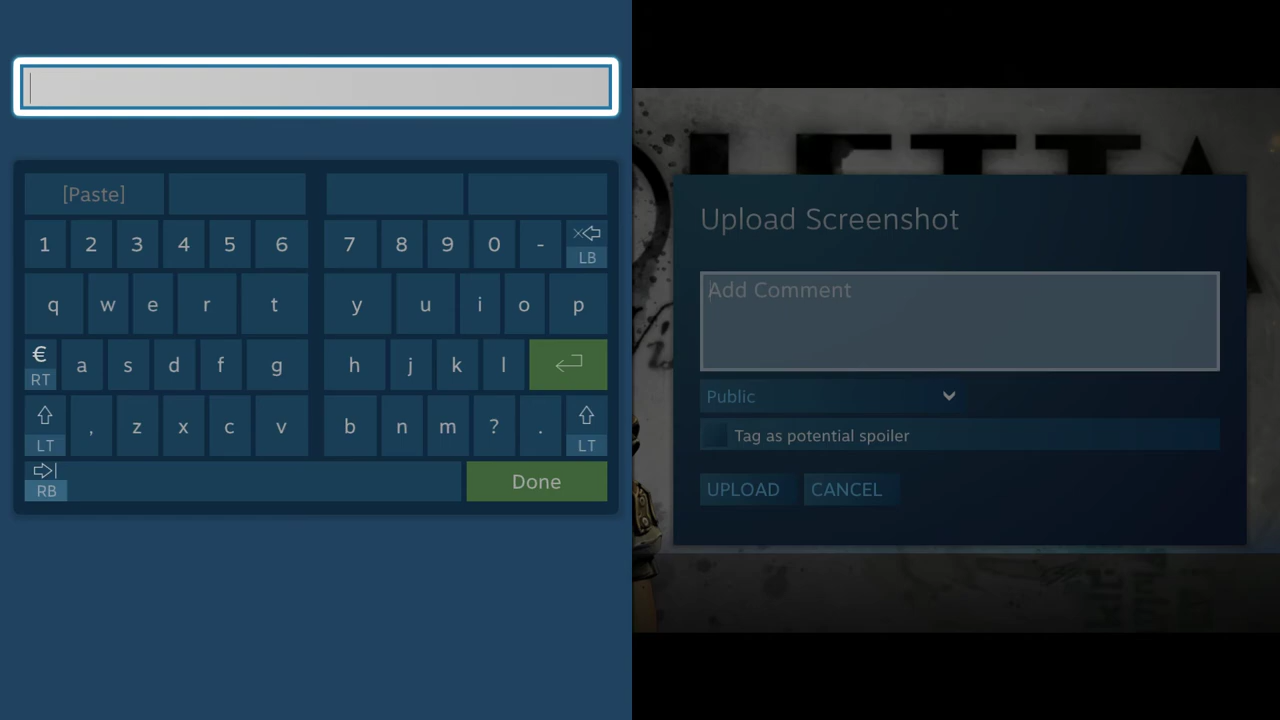 [Paste]
1 2 3 4 5 6 7 8 9 0 -
LB
q w e r t y u i o p
€ a s d f g h j k l
RT
, z x c v b n m ? .
LT LT
RB
Done
Upload Screenshot
Add Comment
Public
Tag as potential spoiler
UPLOAD CANCEL